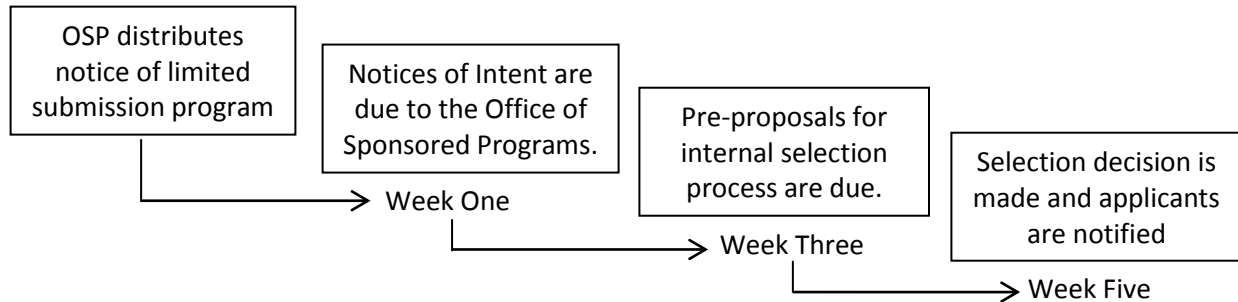 OSP distributes
notice of limited
submission program
Notices of Intent are
due to the Office of
Sponsored Programs.
Week One
Pre-proposals for
internal selection
process are due.
Week Three
Selection decision is
made and applicants
are notified
Week Five